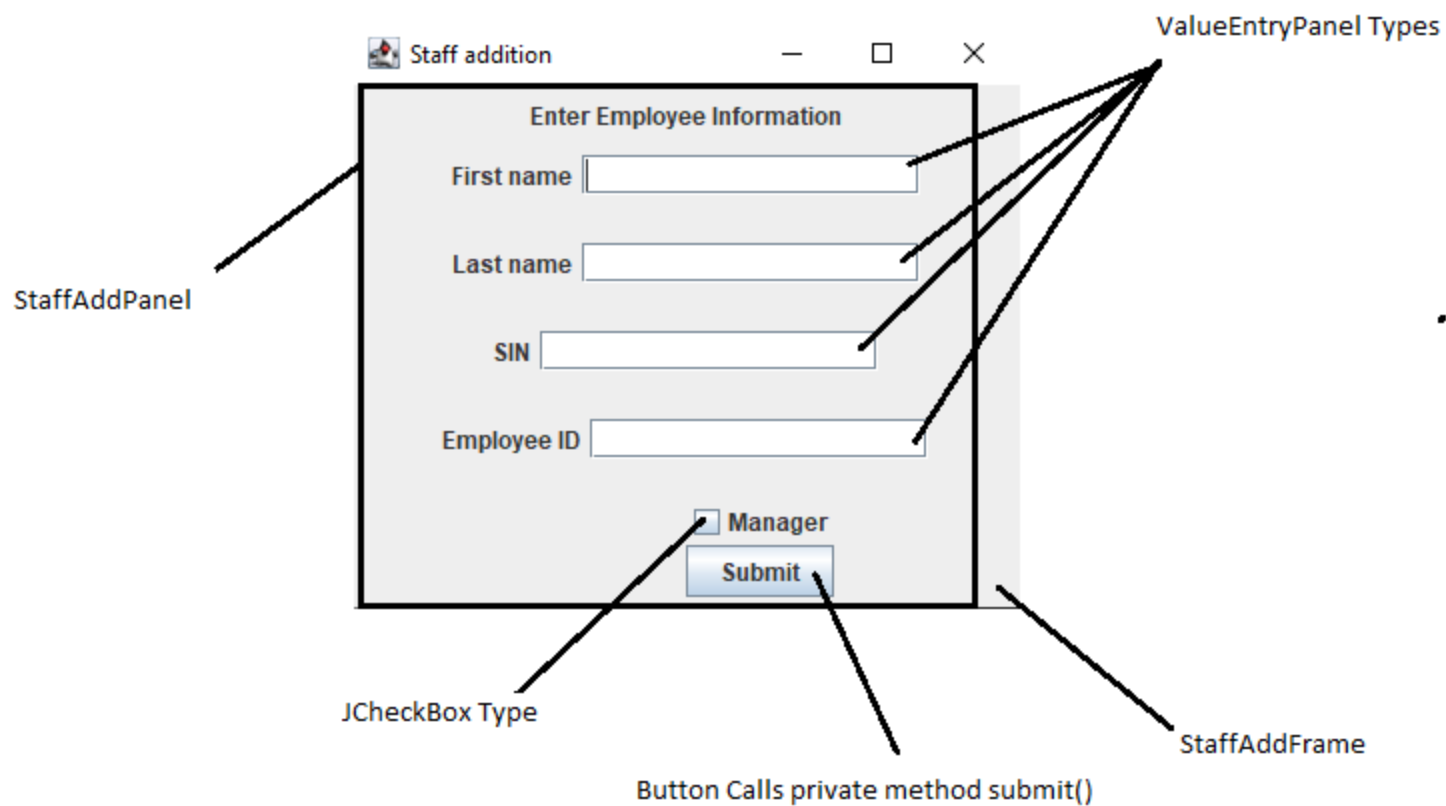 ValueEntryPanel Types
Staff addition
Enter Employee Information
First name
Last name
StaffAddPanel
SIN
Employee ID
Manager
Submit
JCheckBox Type
StaffAddFrame
Button Calls private method submit()